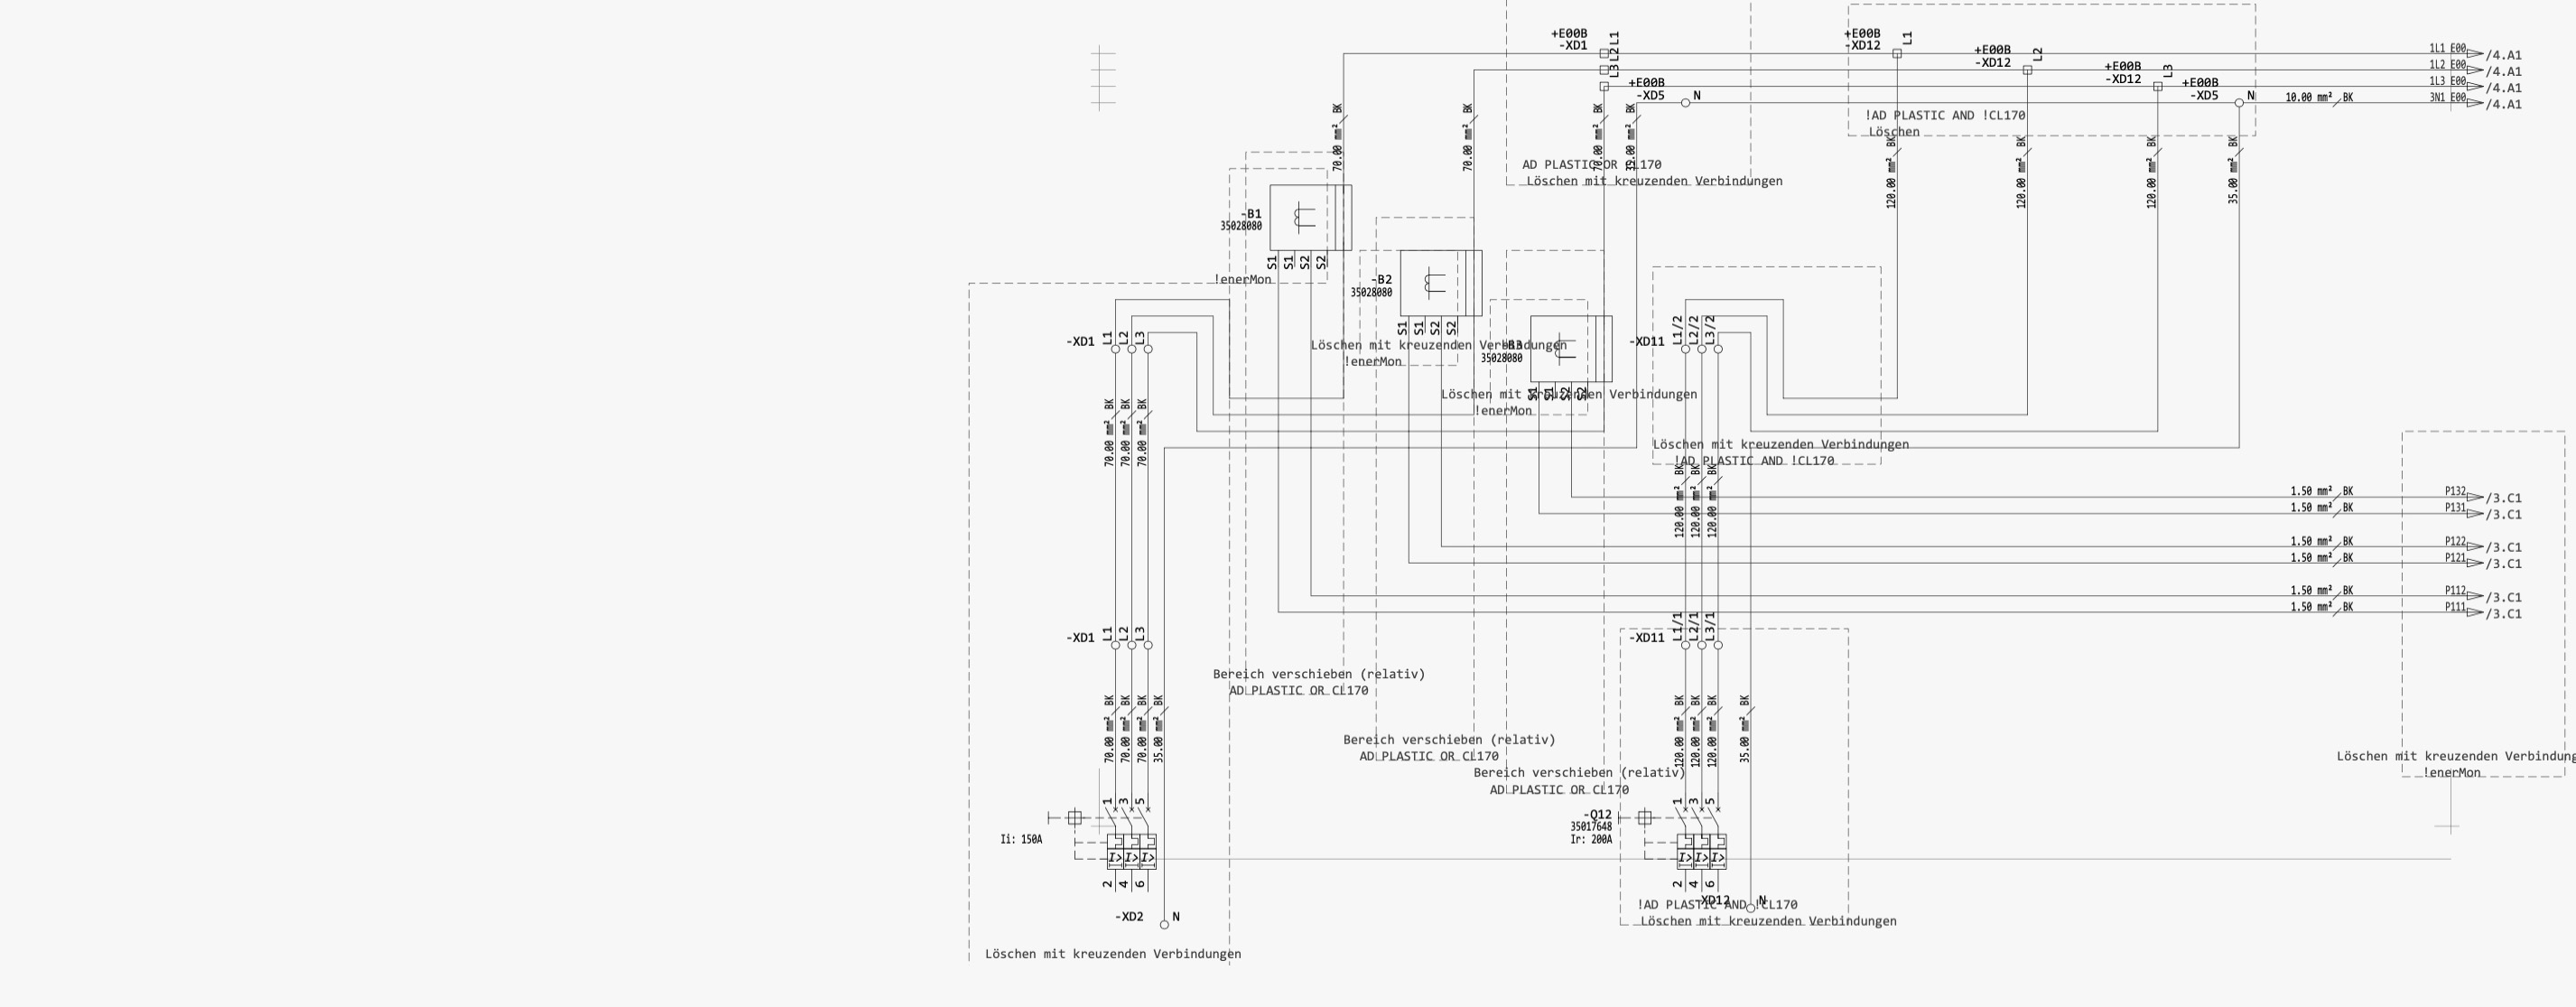 +E00B
-XD1
L1
L2
L3
+E00B
-XD12
L1
+E00B
-XD12
L2
+E00B
-XD12
L3
+E00B
-XD5
N
+E00B
-XD5
N
1L1 E00
/4.A1
1L2 E00
/4.A1
1L3 E00
/4.A1
10.00 mm² BK
3N1 E00
/4.A1
!AD PLASTIC AND !CL170
Löschen
70.00 mm² BK
70.00 mm² BK
70.00 mm² BK
35.00 mm² BK
120.00 mm² BK
120.00 mm² BK
120.00 mm² BK
35.00 mm² BK
AD PLASTIC OR CL170
Löschen mit kreuzenden Verbindungen
-B1
35028080
S1
S1
S2
S2
!enerMon
-B2
35028080
S1
S1
S2
S2
Löschen mit kreuzenden Verbindungen
!enerMon
-B3
35028080
S1
S1
S2
S2
Löschen mit kreuzenden Verbindungen
!enerMon
-XD1
L1
L2
L3
-XD11
L1/2
L2/2
L3/2
70.00 mm² BK
70.00 mm² BK
70.00 mm² BK
Löschen mit kreuzenden Verbindungen
!AD PLASTIC AND !CL170
120.00 mm² BK
120.00 mm² BK
120.00 mm² BK
1.50 mm² BK
P132
/3.C1
1.50 mm² BK
P131
/3.C1
1.50 mm² BK
P122
/3.C1
1.50 mm² BK
P121
/3.C1
1.50 mm² BK
P112
/3.C1
1.50 mm² BK
P111
/3.C1
-XD1
L1
L2
L3
-XD11
L1/1
L2/1
L3/1
Bereich verschieben (relativ)
AD PLASTIC OR CL170
70.00 mm² BK
70.00 mm² BK
70.00 mm² BK
35.00 mm² BK
120.00 mm² BK
120.00 mm² BK
120.00 mm² BK
35.00 mm² BK
Bereich verschieben (relativ)
AD PLASTIC OR CL170
Bereich verschieben (relativ)
AD PLASTIC OR CL170
Löschen mit kreuzenden Verbindung
!enerMon
1
3
5
Ii: 150A
I>
I>
I>
2
4
6
-Q12
35017648
Ir: 200A
1
3
5
I>
I>
I>
2
4
6
-XD12
N
!AD PLASTIC AND !CL170
Löschen mit kreuzenden Verbindungen
-XD2
N
Löschen mit kreuzenden Verbindungen